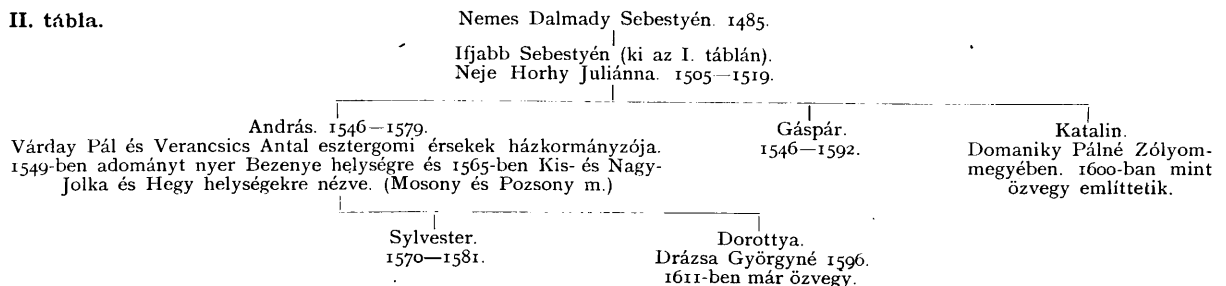 II. tábla.
Nemes Dalmady Sebestyén. 1485.
Ifjabb Sebestyén (ki az I. táblán).
Neje Horhy Juliánna. 1505—1519.
András. 1546—1579.
Várday Pál és Verancsics Antal esztergomi érsekek házkormányzója.
1549-ben adományt nyer Bezenye helységre és 1565-ben Kis- és Nagy-
Jolka és Hegy helységekre nézve. (Mosony és Pozsony m.)
Gáspár.
1546—1592.
Katalin.
Domaniky Pálné Zólyom-
megyében. 1600-ban mint
özvegy említtetik.
Sylvester.
1570—1581.
Dorottya.
Drázsa Györgyné 1596.
1611-ben már özvegy.